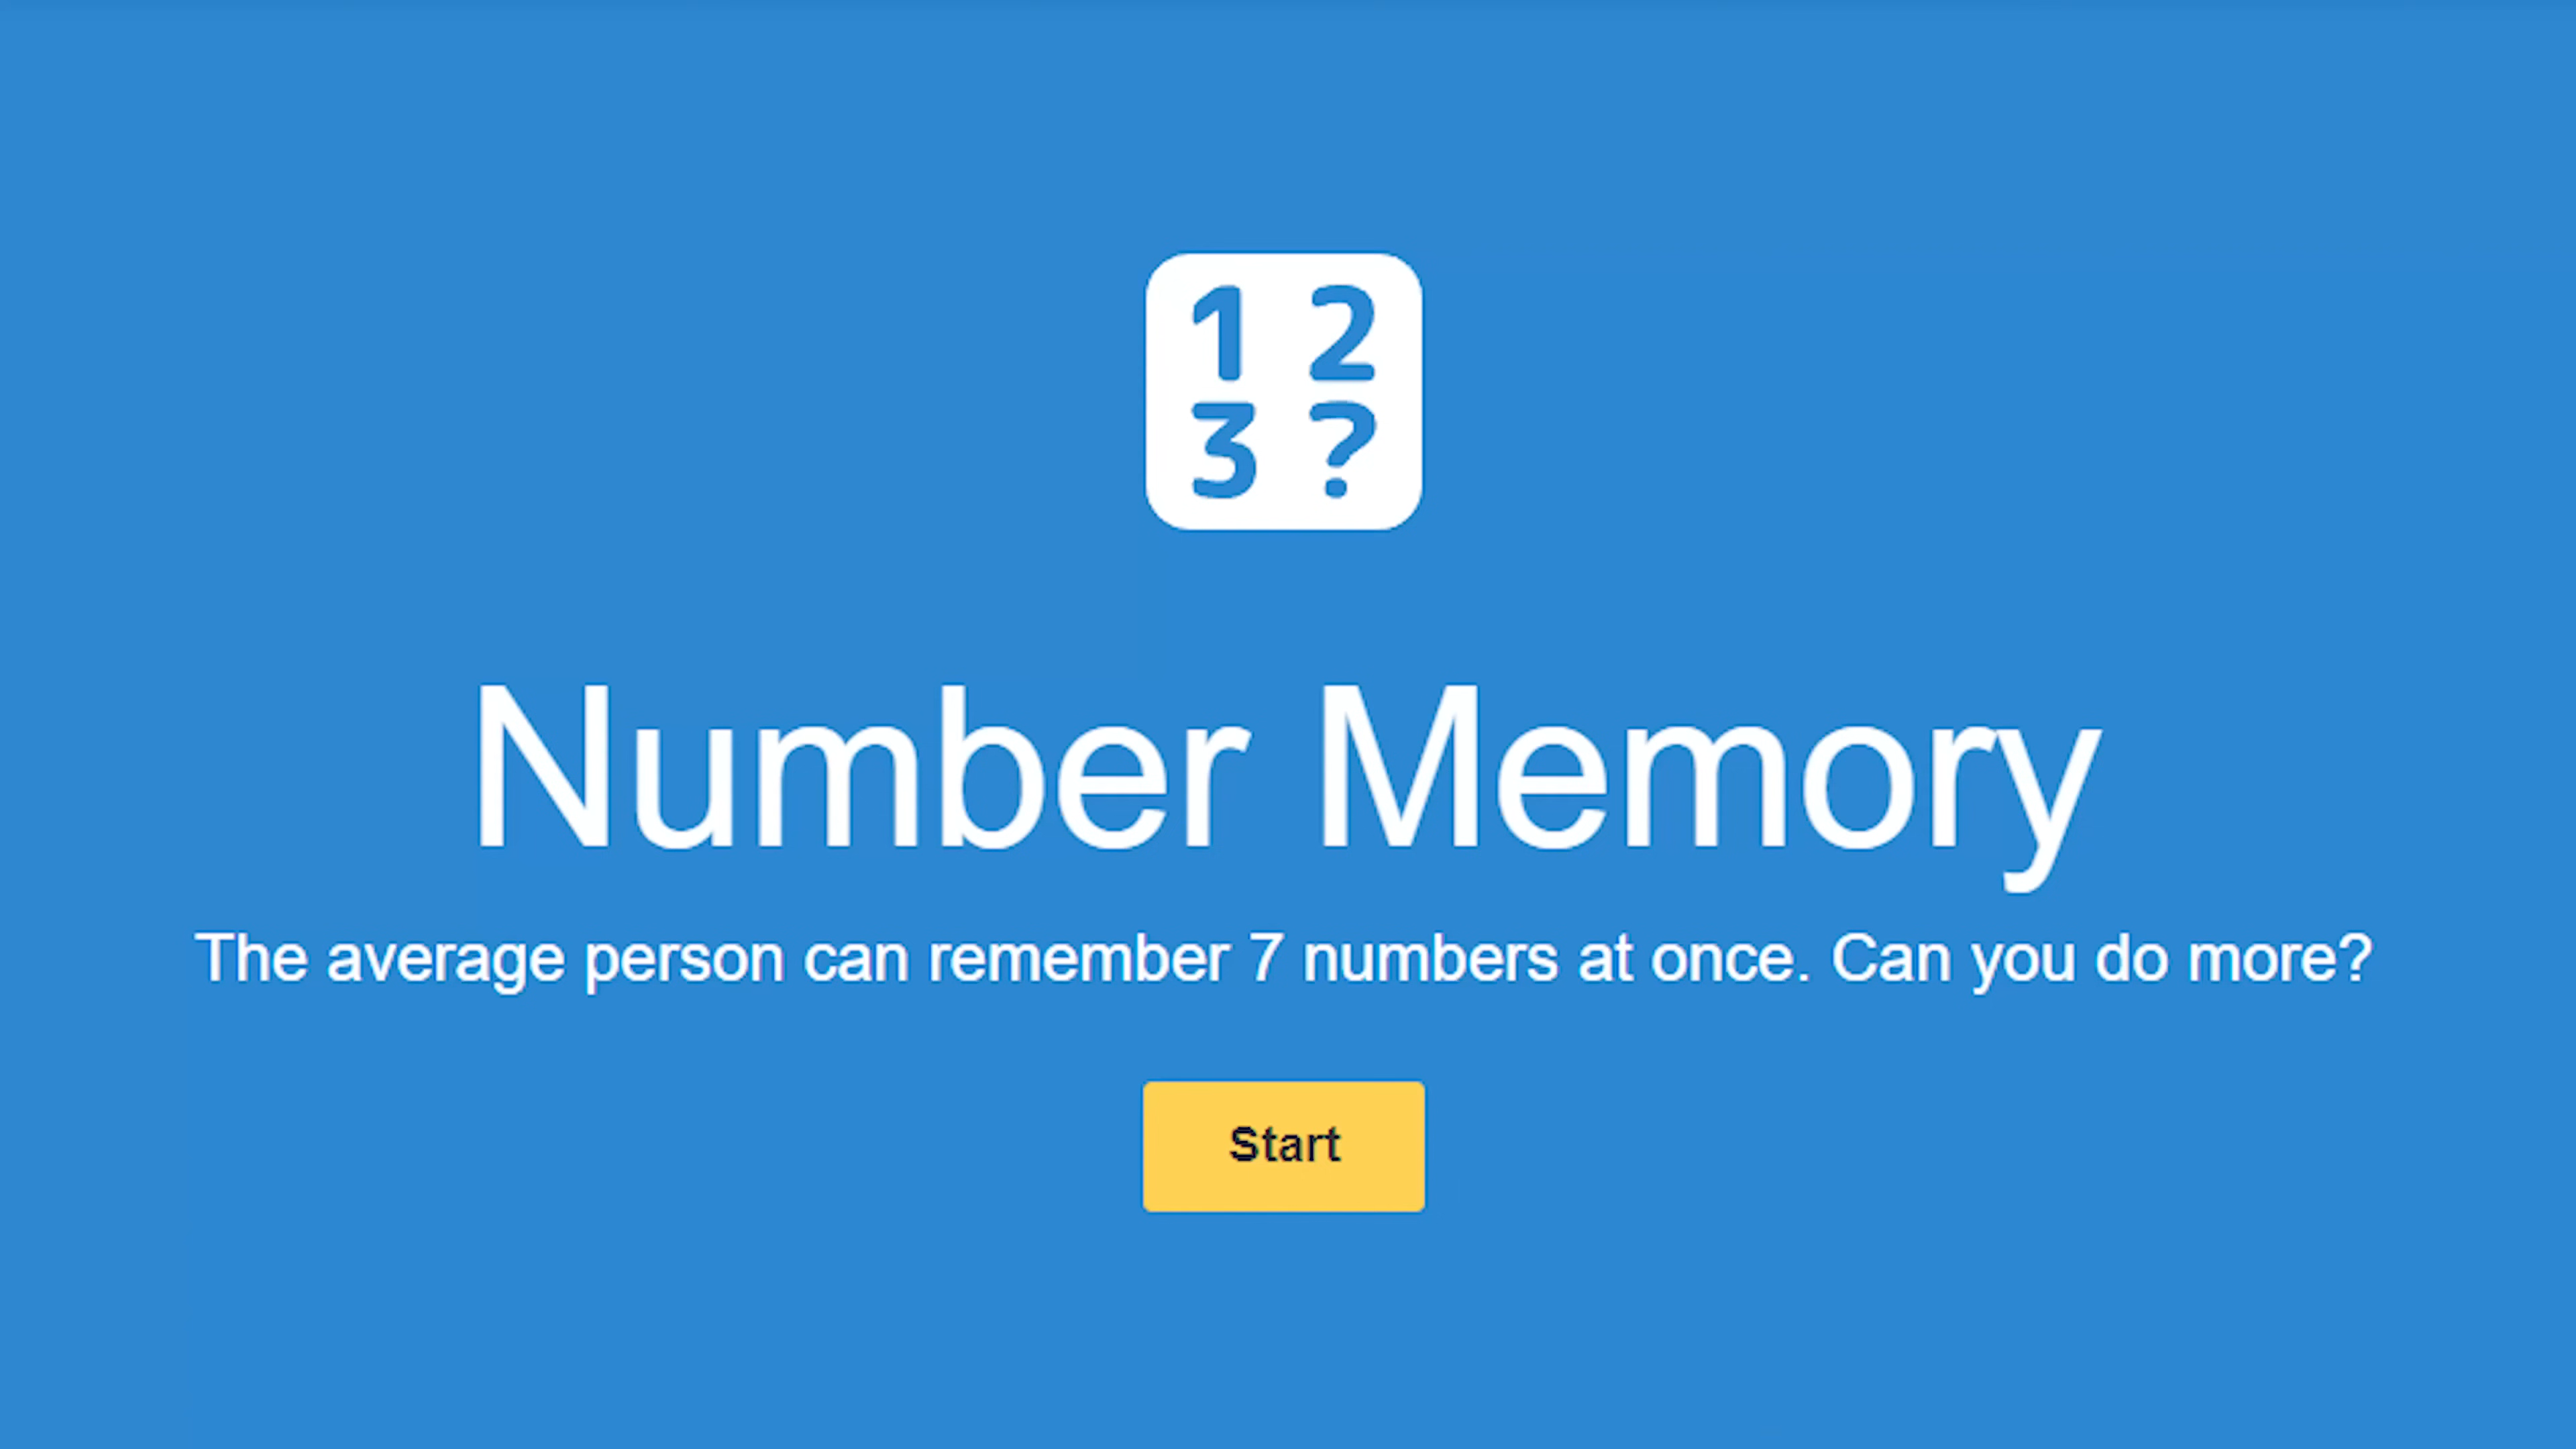 1 2
3 ?
Number Memory
The average person can remember 7 numbers at once. Can you do more?
Start